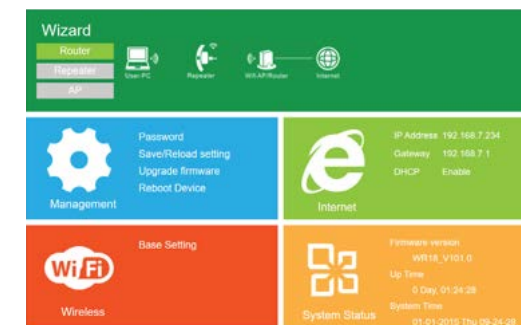 Wizard
Router
Repeater
AP
User-PC
Repeater
Wifi-AP/Router
Internet
Password
Save/Reload setting
Upgrade firmware
Reboot Device
Management
IP Address 192.168.7.234
Gateway 192.168.7.1
DHCP Enable
Internet
Base Setting
WiFi
Wireless
Firmware version
WR16_V101.0
Up Time
0 Day, 01:24:28
System Time
01-01-2015 Thu 09-24-28
System Status